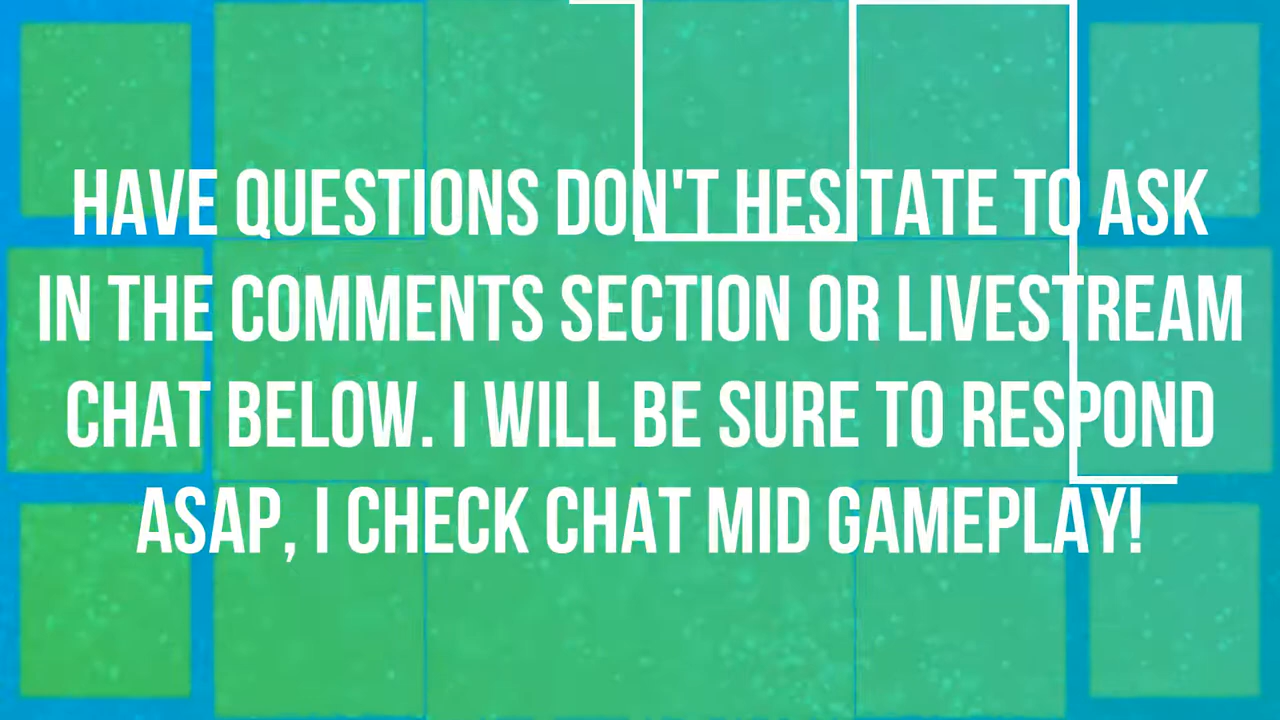 HAVE QUESTIONS DON'T HESITATE TO ASK
IN THE COMMENTS SECTION OR LIVESTREAM
CHAT BELOW. I WILL BE SURE TO RESPOND
ASAP, I CHECK CHAT MID GAMEPLAY!